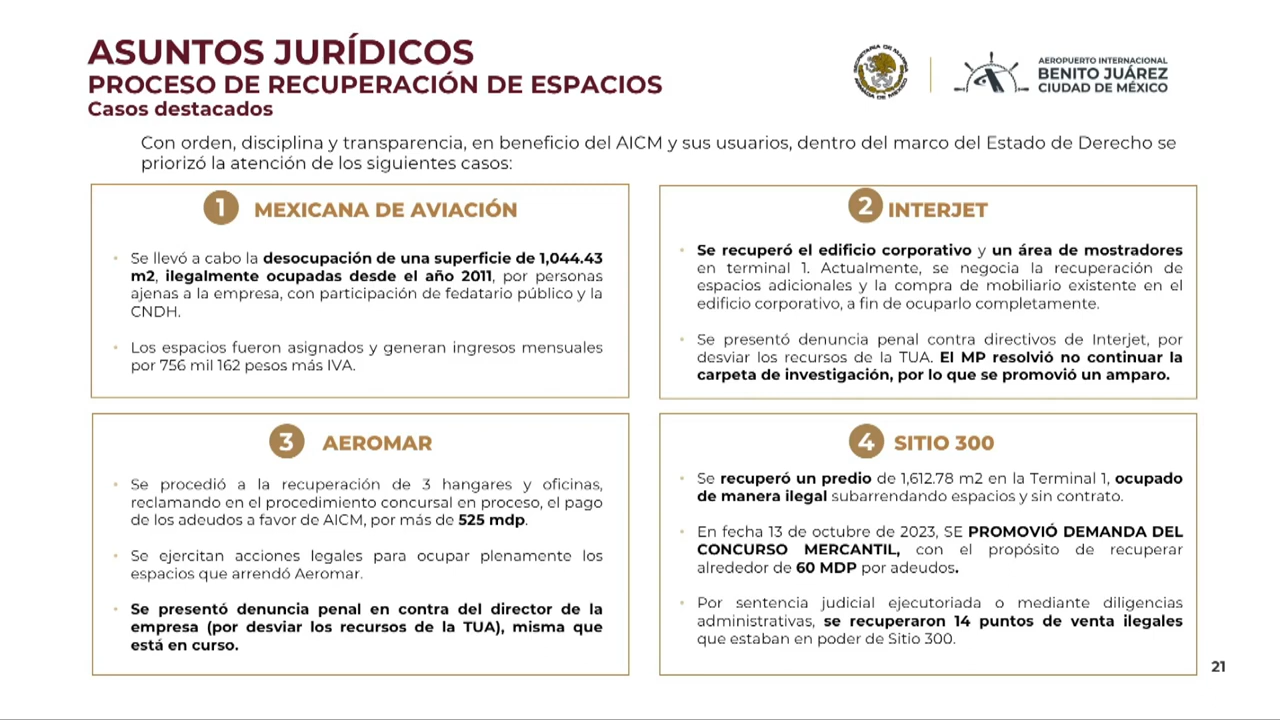 ASUNTOS JURÍDICOS
PROCESO DE RECUPERACIÓN DE ESPACIOS
Casos destacados
AEROPUERTO INTERNACIONAL
BENITO JUÁREZ
CIUDAD DE MÉXICO
Con orden, disciplina y transparencia, en beneficio del AICM y sus usuarios, dentro del marco del Estado de Derecho se
priorizó la atención de los siguientes casos:
1 MEXICANA DE AVIACIÓN
• Se llevó a cabo la desocupación de una superficie de 1,044.43
m2, ilegalmente ocupadas desde el año 2011, por personas
ajenas a la empresa, con participación de fedatario público y la
CNDH.
• Los espacios fueron asignados y generan ingresos mensuales
por 756 mil 162 pesos más IVA.
2 INTERJET
• Se recuperó el edificio corporativo y un área de mostradores
en terminal 1. Actualmente, se negocia la recuperación de
espacios adicionales y la compra de mobiliario existente en el
edificio corporativo, a fin de ocuparlo completamente.
• Se presentó denuncia penal contra directivos de Interjet, por
desviar los recursos de la TUA. El MP resolvió no continuar la
carpeta de investigación, por lo que se promovió un amparo.
3 AEROMAR
• Se procedió a la recuperación de 3 hangares y oficinas,
reclamando en el procedimiento concursal en proceso, el pago
de los adeudos a favor de AICM, por más de 525 mdp.
• Se ejercitan acciones legales para ocupar plenamente los
espacios que arrendó Aeromar.
• Se presentó denuncia penal en contra del director de la
empresa (por desviar los recursos de la TUA), misma que
está en curso.
4 SITIO 300
• Se recuperó un predio de 1,612.78 m2 en la Terminal 1, ocupado
de manera ilegal subarrendando espacios y sin contrato.
• En fecha 13 de octubre de 2023, SE PROMOVIÓ DEMANDA DEL
CONCURSO MERCANTIL, con el propósito de recuperar
alrededor de 60 MDP por adeudos.
• Por sentencia judicial ejecutoriada o mediante diligencias
administrativas, se recuperaron 14 puntos de venta ilegales
que estaban en poder de Sitio 300.
21